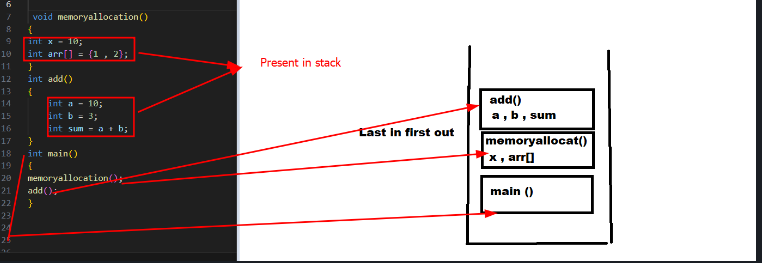 6
7 void memoryallocation()
8 {
9 int x = 10;
10 int arr[] = {1 , 2};
11 }
12 int add()
13 {
14 int a = 10;
15 int b = 3;
16 int sum = a + b;
17 }
18 int main()
19 {
20 memoryallocation();
21 add();
22 }
23
24
25
Present in stack
Last in first out
add()
a , b , sum
memoryallocat()
x , arr[]
main ()